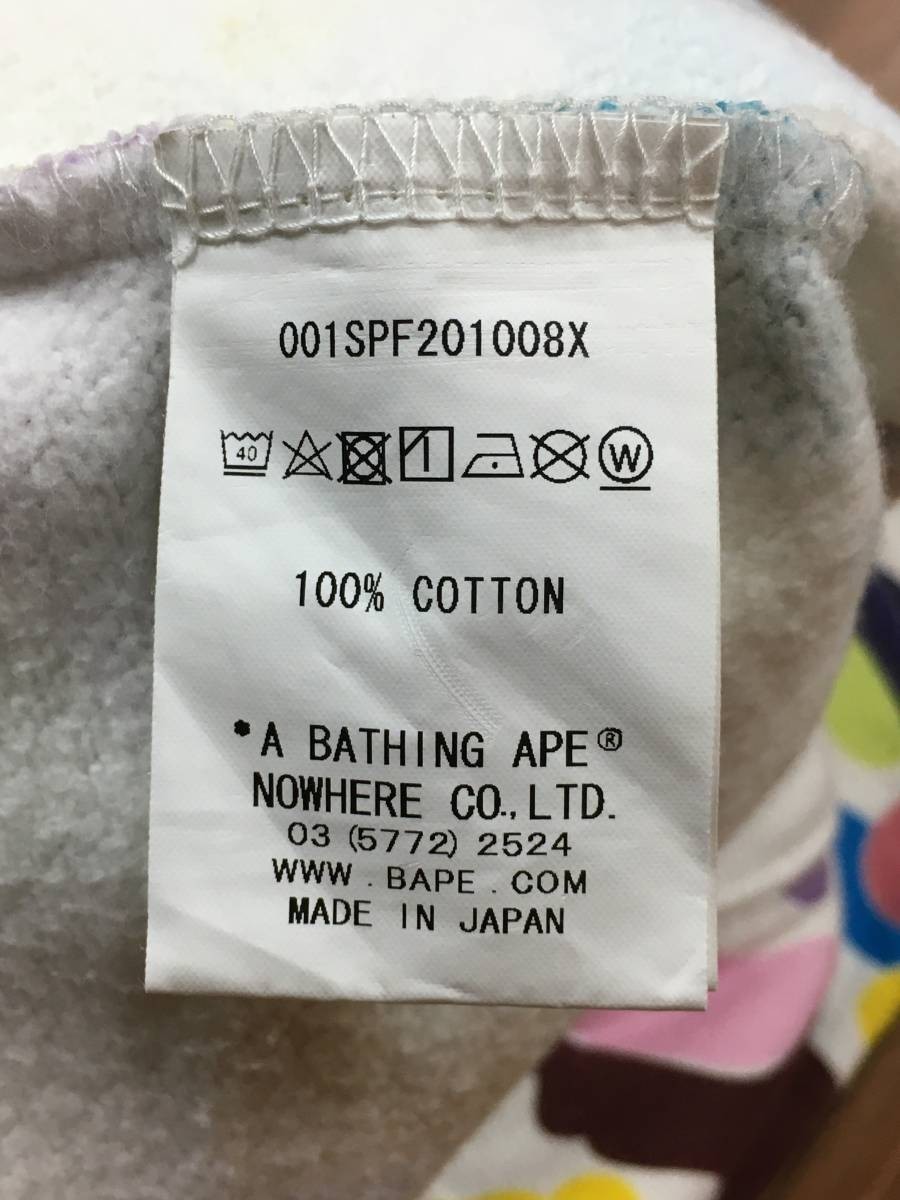 001SPF201008X
40 W
100% COTTON
*A BATHING APE®
NOWHERE CO., LTD.
03 (5772) 2524
WWW . BAPE . COM
MADE IN JAPAN